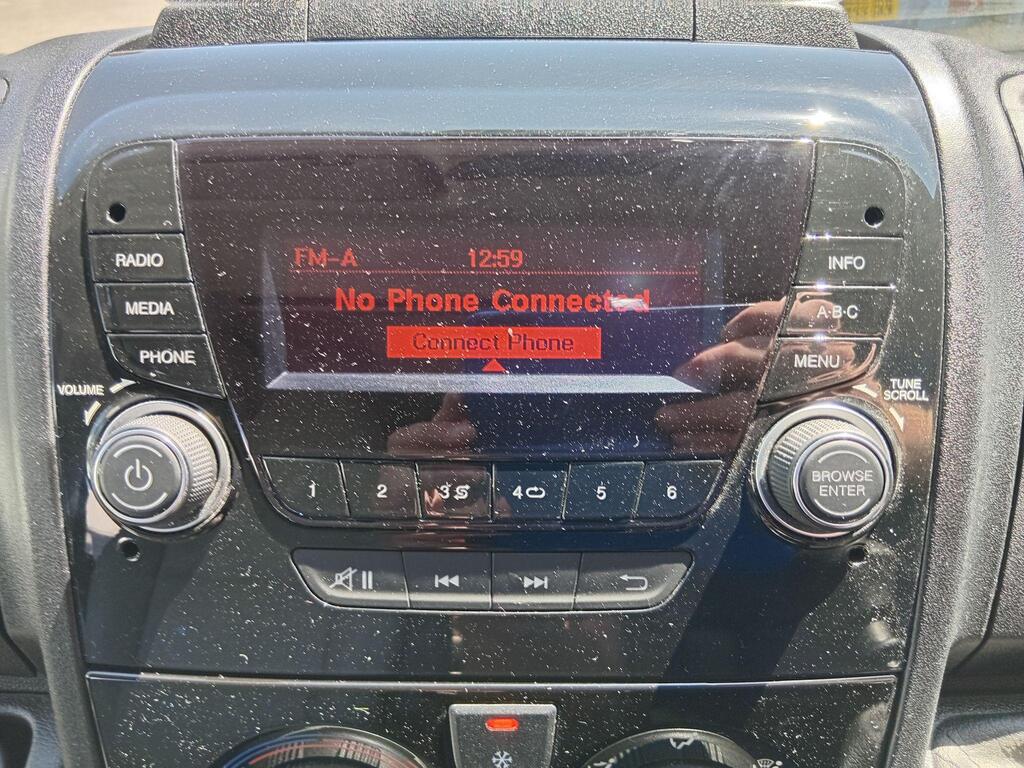 FM-A 12:59
No Phone Connected
Connect Phone
RADIO
MEDIA
PHONE
VOLUME
INFO
A·B·C
MENU
TUNE
SCROLL
BROWSE
ENTER
1 2 3 4 5 6